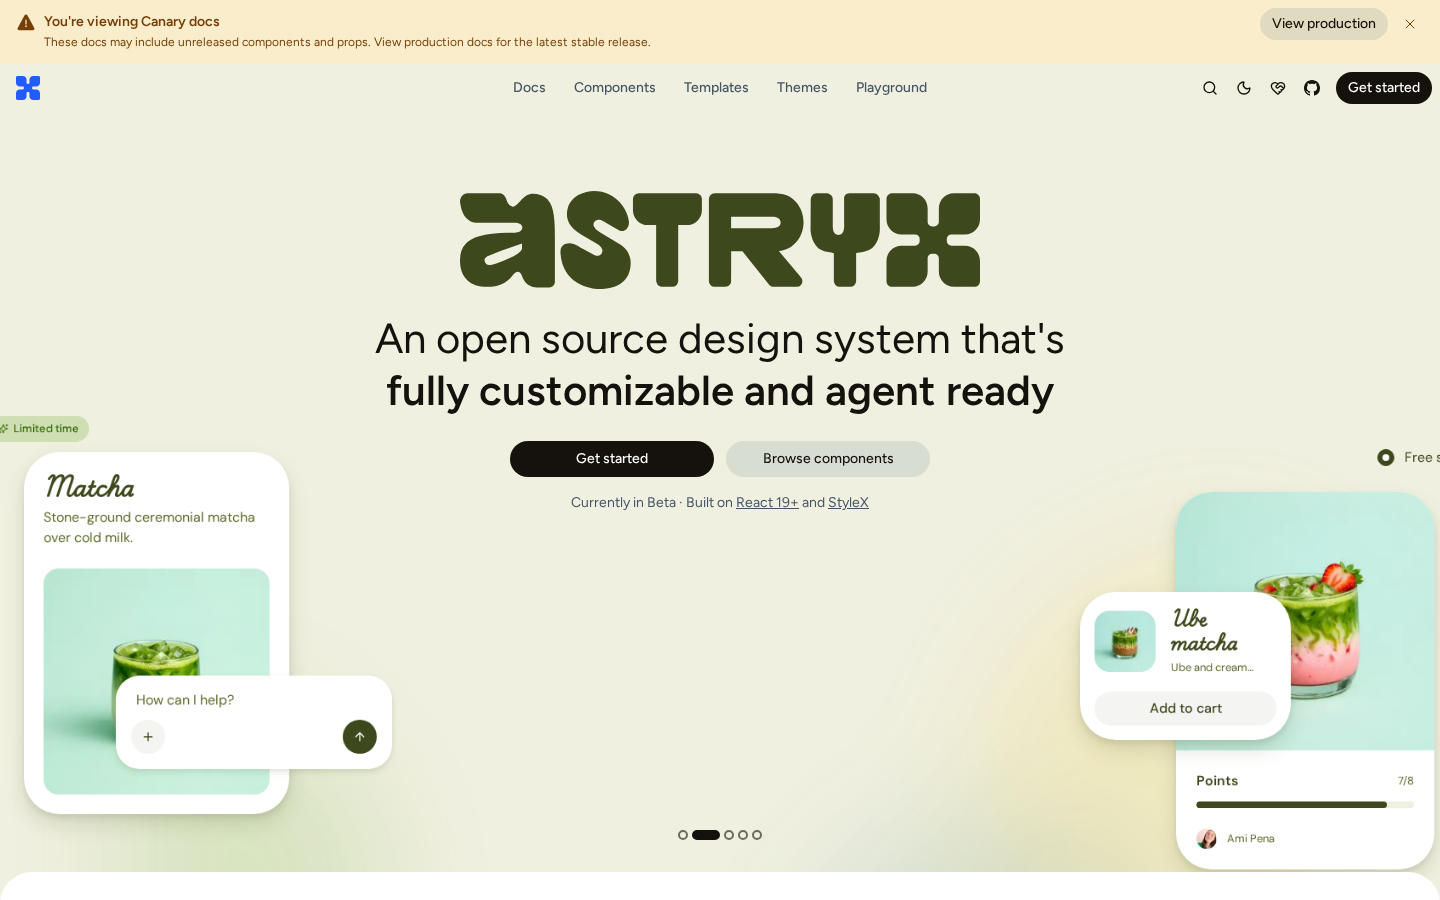 You're viewing Canary docs
These docs may include unreleased components and props. View production docs for the latest stable release.
View production
Docs
Components
Templates
Themes
Playground
Get started
ASTRYX
An open source design system that's
fully customizable and agent ready
Get started
Browse components
Currently in Beta · Built on React 19+ and StyleX
Limited time
Matcha
Stone-ground ceremonial matcha
over cold milk.
How can I help?
Free
Ube
matcha
Ube and cream...
Add to cart
Points
7/8
Ami Pena